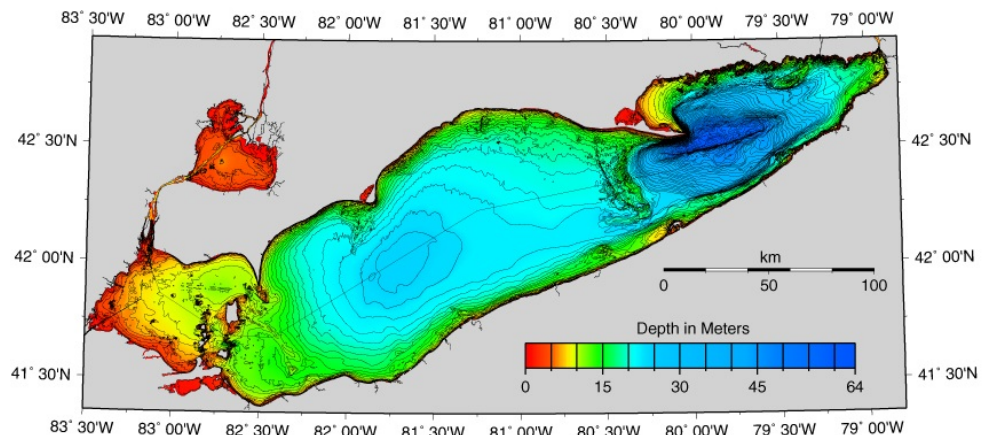 83˚ 30'W 83˚ 00'W 82˚ 30'W 82˚ 00'W 81˚ 30'W 81˚ 00'W 80˚ 30'W 80˚ 00'W 79˚ 30'W 79˚ 00'W
42˚ 30'N 42˚ 30'N
42˚ 00'N 42˚ 00'N
km
0 50 100
Depth in Meters
0 15 30 45 64
41˚ 30'N 41˚ 30'N
83˚ 30'W 83˚ 00'W 82˚ 30'W 82˚ 00'W 81˚ 30'W 81˚ 00'W 80˚ 30'W 80˚ 00'W 79˚ 30'W 79˚ 00'W